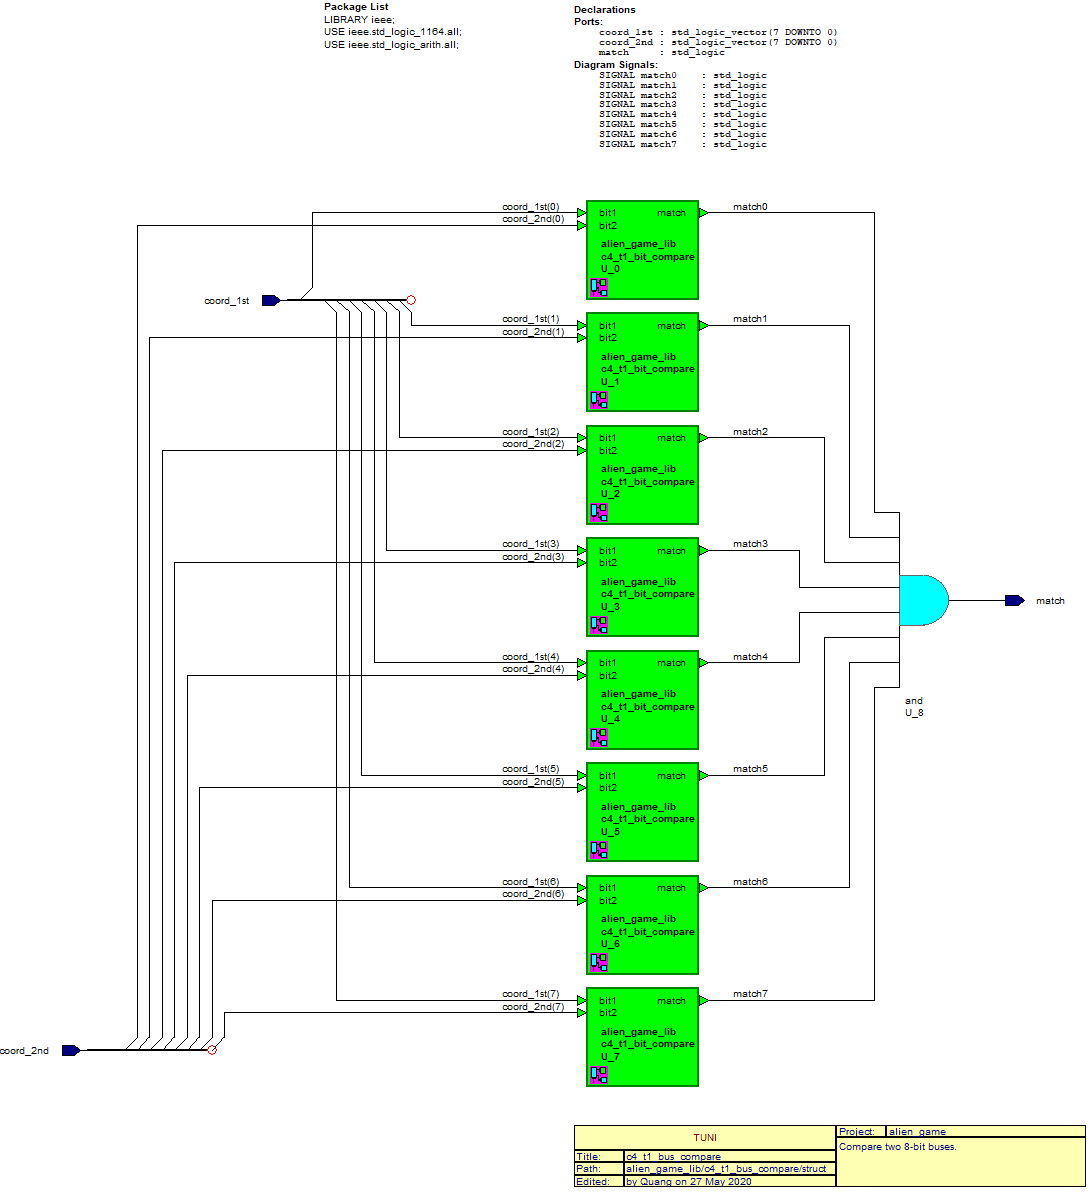 Package List
LIBRARY ieee;
USE ieee.std_logic_1164.all;
USE ieee.std_logic_arith.all;
Declarations
Ports:
coord_1st : std_logic_vector(7 DOWNTO 0)
coord_2nd : std_logic_vector(7 DOWNTO 0)
match : std_logic
Diagram Signals:
SIGNAL match0 : std_logic
SIGNAL match1 : std_logic
SIGNAL match2 : std_logic
SIGNAL match3 : std_logic
SIGNAL match4 : std_logic
SIGNAL match5 : std_logic
SIGNAL match6 : std_logic
SIGNAL match7 : std_logic
coord_1st(0)
coord_2nd(0)
bit1 match
bit2
match0
alien_game_lib
c4_t1_bit_compare
U_0
coord_1st
coord_1st(1)
coord_2nd(1)
bit1 match
bit2
match1
alien_game_lib
c4_t1_bit_compare
U_1
coord_1st(2)
coord_2nd(2)
bit1 match
bit2
match2
alien_game_lib
c4_t1_bit_compare
U_2
coord_1st(3)
coord_2nd(3)
bit1 match
bit2
match3
alien_game_lib
c4_t1_bit_compare
U_3
match
coord_1st(4)
coord_2nd(4)
bit1 match
bit2
match4
alien_game_lib
c4_t1_bit_compare
U_4
and
U_8
coord_1st(5)
coord_2nd(5)
bit1 match
bit2
match5
alien_game_lib
c4_t1_bit_compare
U_5
coord_1st(6)
coord_2nd(6)
bit1 match
bit2
match6
alien_game_lib
c4_t1_bit_compare
U_6
coord_1st(7)
coord_2nd(7)
bit1 match
bit2
match7
alien_game_lib
c4_t1_bit_compare
U_7
coord_2nd
TUNI
Title: c4_t1_bus_compare
Path: alien_game_lib/c4_t1_bus_compare/struct
Edited: by Quang on 27 May 2020
Project: alien_game
Compare two 8-bit buses.